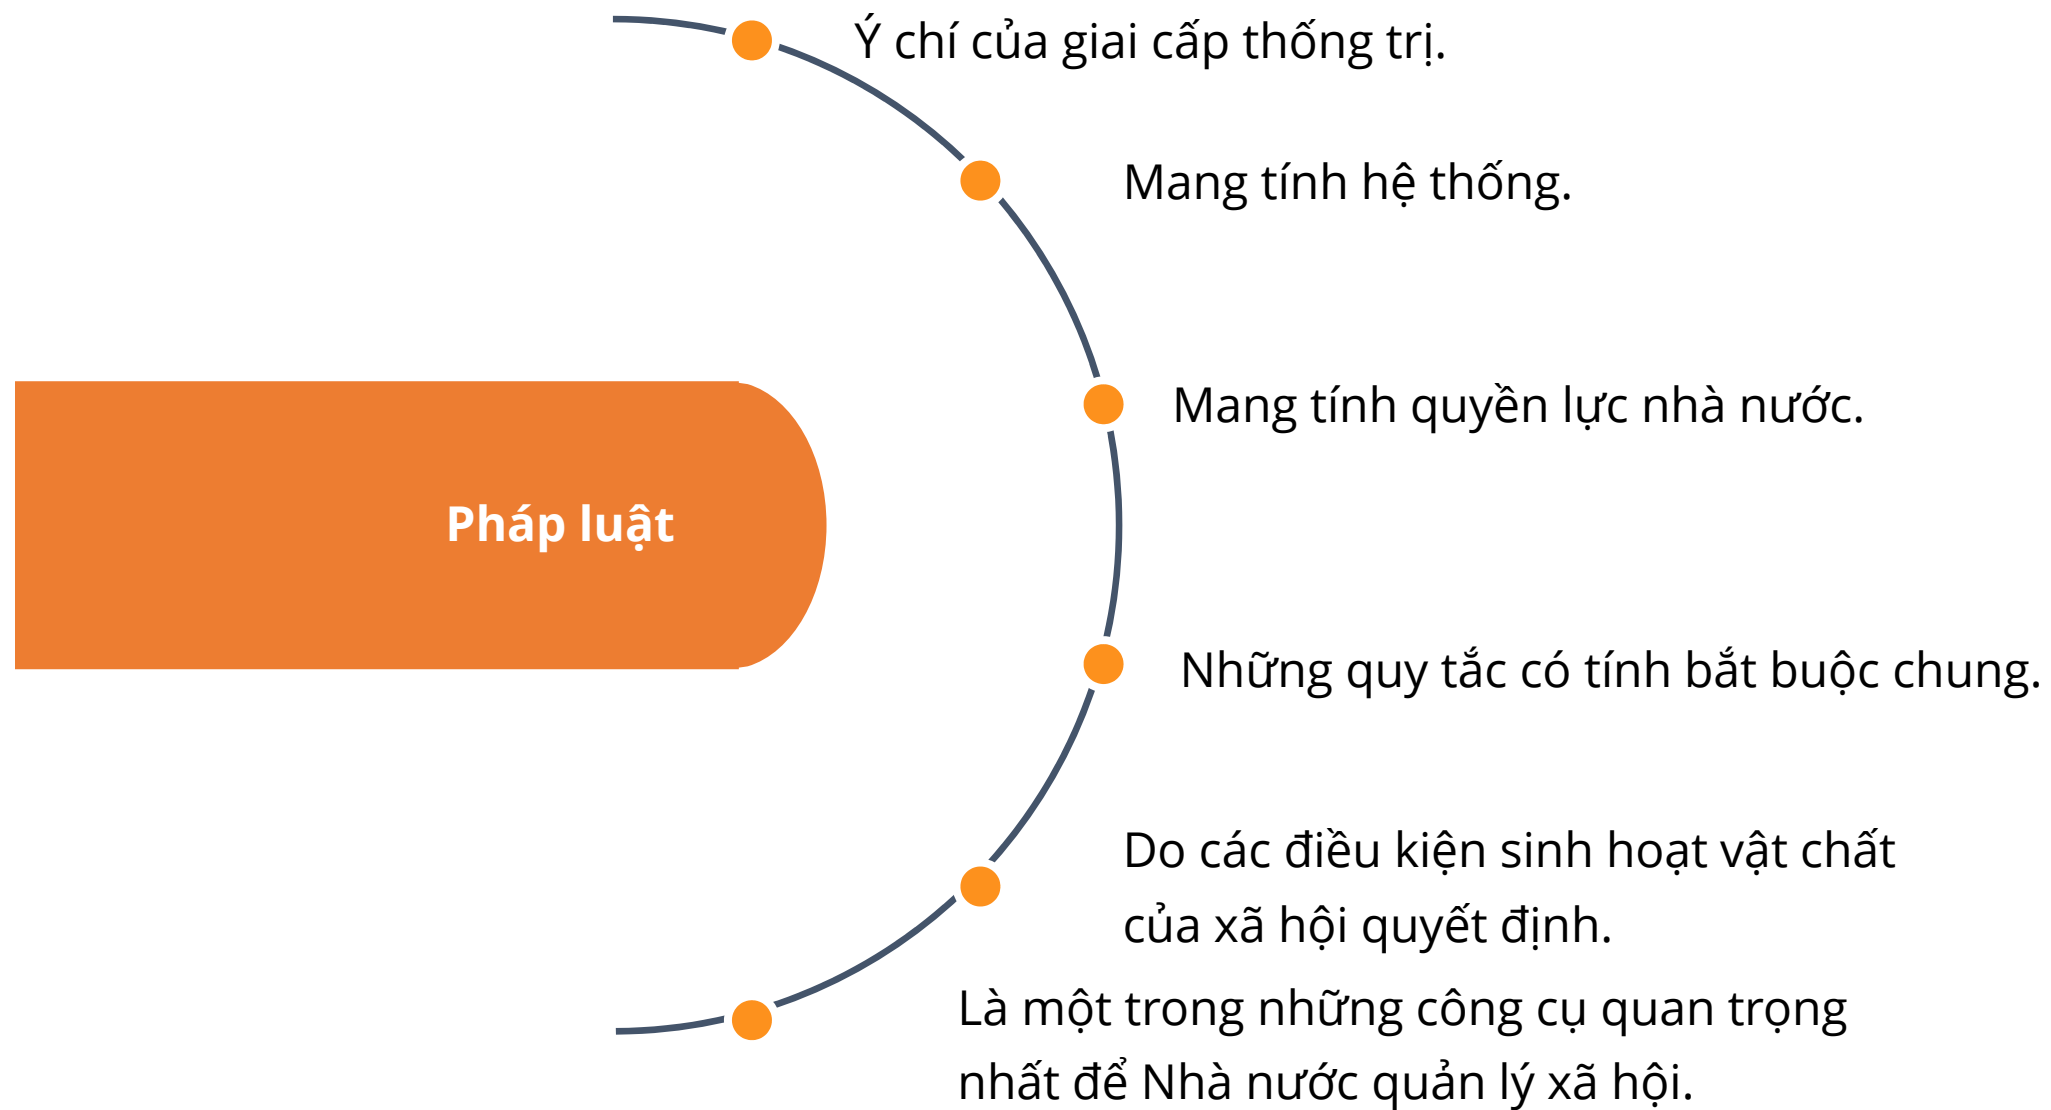 Ý chí của giai cấp thống trị.
Mang tính hệ thống.
Mang tính quyền lực nhà nước.
Pháp luật
Những quy tắc có tính bắt buộc chung.
Do các điều kiện sinh hoạt vật chất
của xã hội quyết định.
Là một trong những công cụ quan trọng
nhất để Nhà nước quản lý xã hội.